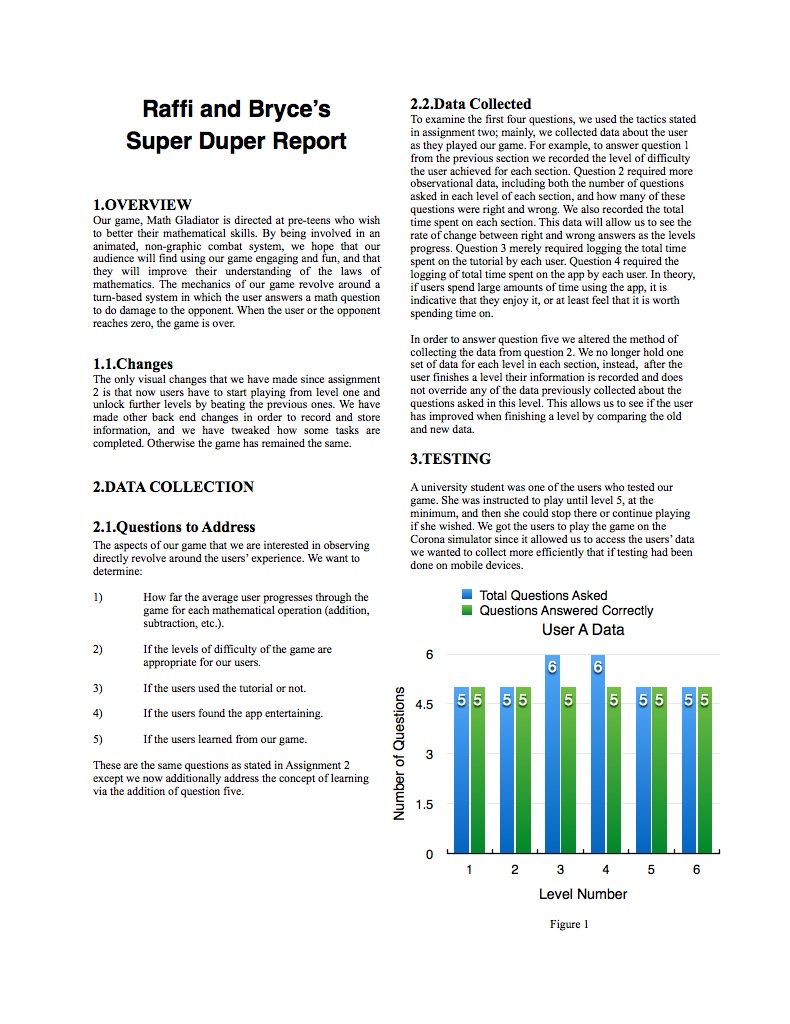 Raffi and Bryce's
Super Duper Report
1.OVERVIEW
Our game, Math Gladiator is directed at pre-teens who wish
to better their mathematical skills. By being involved in an
animated, non-graphic combat system, we hope that our
audience will find using our game engaging and fun, and that
they will improve their understanding of the laws of
mathematics. The mechanics of our game revolve around a
turn-based system in which the user answers a math question
to do damage to the opponent. When the user or the opponent
reaches zero, the game is over.
1.1.Changes
The only visual changes that we have made since assignment
2 is that now users have to start playing from level one and
unlock further levels by beating the previous ones. We have
made other back end changes in order to record and store
information, and we have tweaked how some tasks are
completed. Otherwise the game has remained the same.
2.DATA COLLECTION
2.1.Questions to Address
The aspects of our game that we are interested in observing
directly revolve around the users' experience. We want to
determine:
1) How far the average user progresses through the
game for each mathematical operation (addition,
subtraction, etc.).
2) If the levels of difficulty of the game are
appropriate for our users.
3) If the users used the tutorial or not.
4) If the users found the app entertaining.
5) If the users learned from our game.
These are the same questions as stated in Assignment 2
except we now additionally address the concept of learning
via the addition of question five.
2.2.Data Collected
To examine the first four questions, we used the tactics stated
in assignment two; mainly, we collected data about the user
as they played our game. For example, to answer question 1
from the previous section we recorded the level of difficulty
the user achieved for each section. Question 2 required more
observational data, including both the number of questions
asked in each level of each section, and how many of these
questions were right and wrong. We also recorded the total
time spent on each section. This data will allow us to see the
rate of change between right and wrong answers as the levels
progress. Question 3 merely required logging the total time
spent on the tutorial by each user. Question 4 required the
logging of total time spent on the app by each user. In theory,
if users spend large amounts of time using the app, it is
indicative that they enjoy it, or at least feel that it is worth
spending time on.
In order to answer question five we altered the method of
collecting the data from question 2. We no longer hold one
set of data for each level in each section, instead, after the
user finishes a level their information is recorded and does
not override any of the data previously collected about the
questions asked in this level. This allows us to see if the user
has improved when finishing a level by comparing the old
and new data.
3.TESTING
A university student was one of the users who tested our
game. She was instructed to play until level 5, at the
minimum, and then she could stop there or continue playing
if she wished. We got the users to play the game on the
Corona simulator since it allowed us to access the users' data
we wanted to collect more efficiently that if testing had been
done on mobile devices.
Total Questions Asked
Questions Answered Correctly
User A Data
Number of Questions
6
4.5
3
1.5
0
5 5 5 5 6 5 6 5 5 5 5 5
1 2 3 4 5 6
Level Number
Figure 1